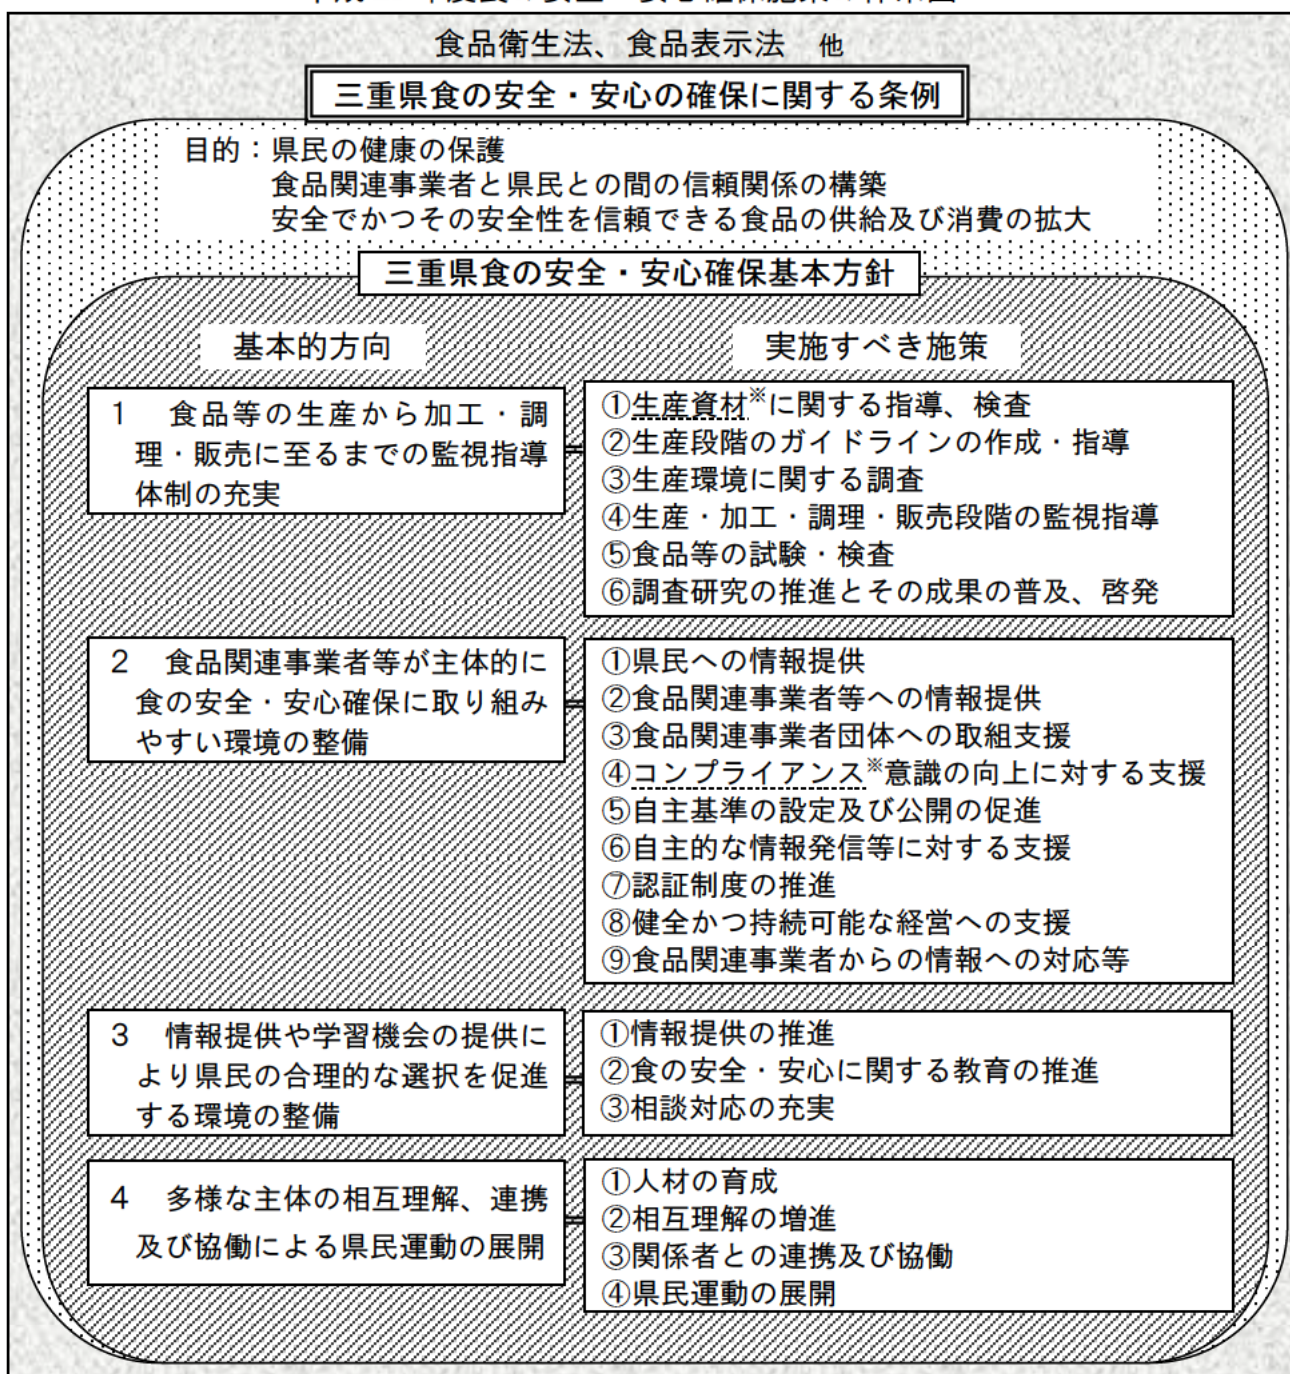 食品衛生法、食品表示法 他
三重県食の安全・安心の確保に関する条例
目的：県民の健康の保護
食品関連事業者と県民との間の信頼関係の構築
安全でかつその安全性を信頼できる食品の供給及び消費の拡大
三重県食の安全・安心確保基本方針
基本的方向
実施すべき施策
1 食品等の生産から加工・調
理・販売に至るまでの監視指導
体制の充実
①生産資材※に関する指導、検査
②生産段階のガイドラインの作成・指導
③生産環境に関する調査
④生産・加工・調理・販売段階の監視指導
⑤食品等の試験・検査
⑥調査研究の推進とその成果の普及、啓発
2 食品関連事業者等が主体的に
食の安全・安心確保に取り組み
やすい環境の整備
①県民への情報提供
②食品関連事業者等への情報提供
③食品関連事業者団体への取組支援
④コンプライアンス※意識の向上に対する支援
⑤自主基準の設定及び公開の促進
⑥自主的な情報発信等に対する支援
⑦認証制度の推進
⑧健全かつ持続可能な経営への支援
⑨食品関連事業者からの情報への対応等
3 情報提供や学習機会の提供に
より県民の合理的な選択を促進
する環境の整備
①情報提供の推進
②食の安全・安心に関する教育の推進
③相談対応の充実
4 多様な主体の相互理解、連携
及び協働による県民運動の展開
①人材の育成
②相互理解の増進
③関係者との連携及び協働
④県民運動の展開